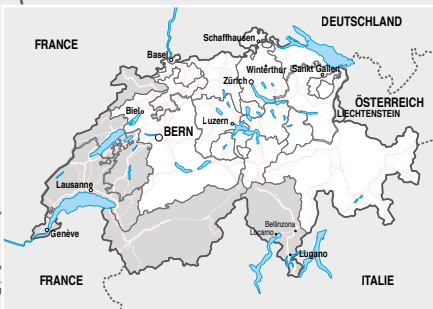 DEUTSCHLAND
Schaffhausen
FRANCE
Basel
Winterthur
Sankt Gallen
Zürich
ÖSTERREICH
Biel
LIECHTENSTEIN
Luzern
BERN
Lausanne
Bellinzona
Genève
Locarno
Lugano
FRANCE
ITALIE